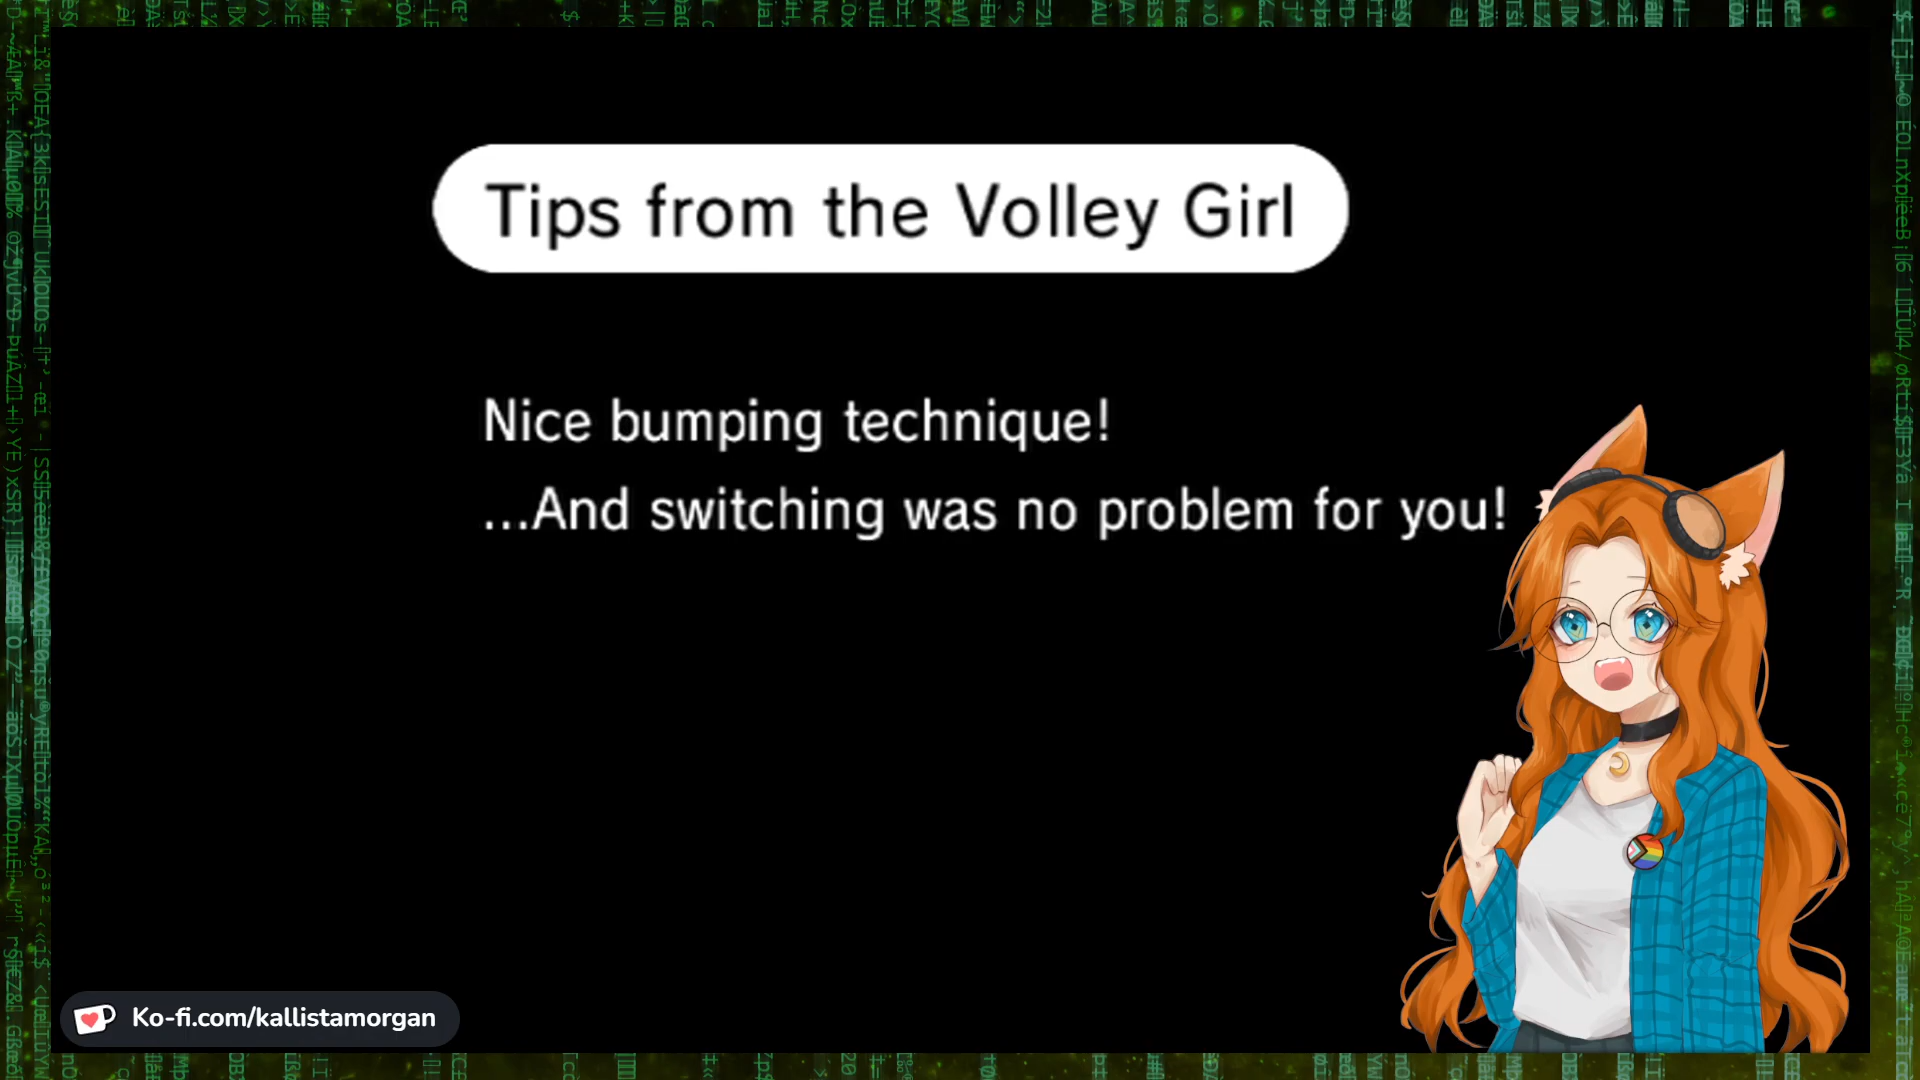 Tips from the Volley Girl
Nice bumping technique!
...And switching was no problem for you!
Ko-fi.com/kallistamorgan